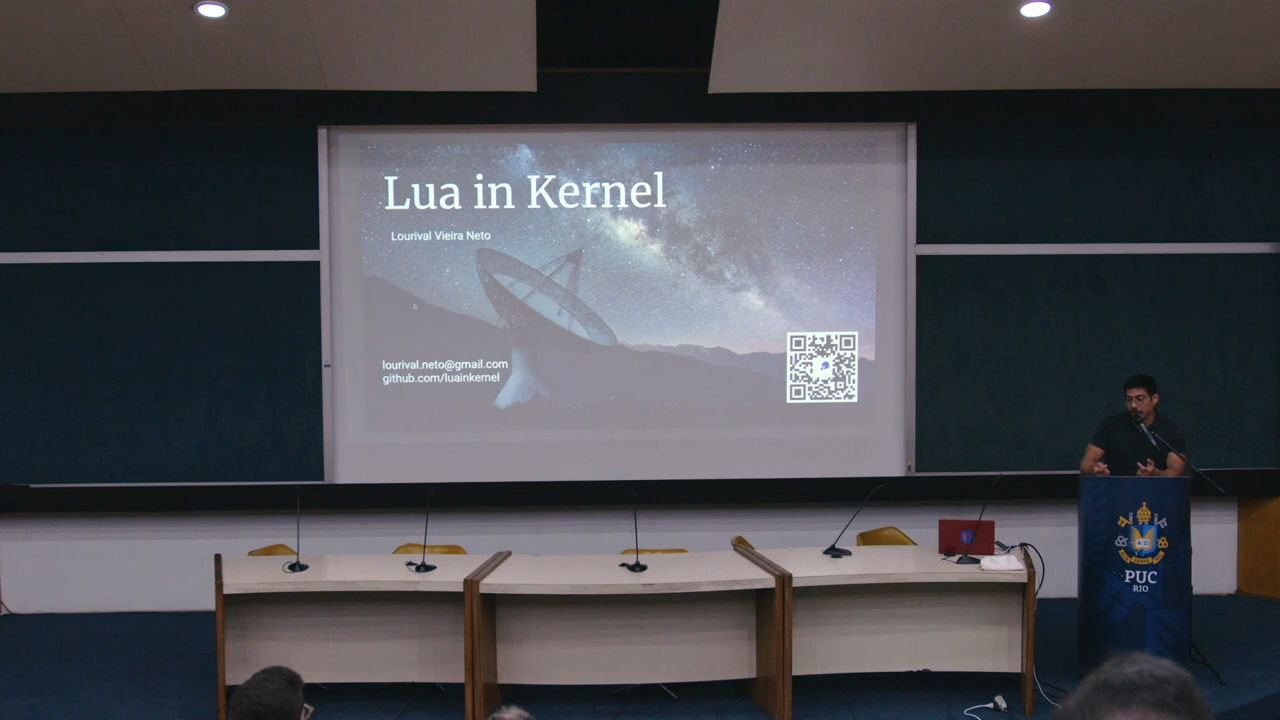 Lua in Kernel
Lourival Vieira Neto
lourival.neto@gmail.com
github.com/luainkernel
PUC
RIO